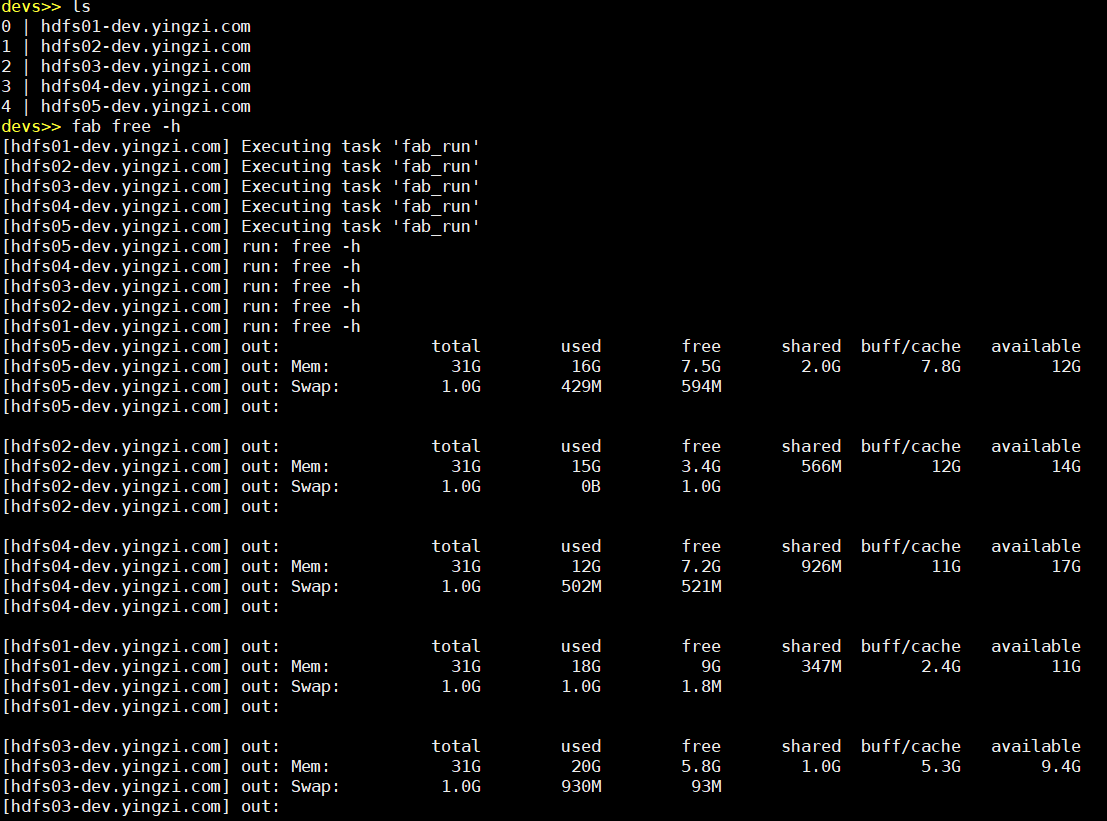 devs>> ls
0 | hdfs01-dev.yingzi.com
1 | hdfs02-dev.yingzi.com
2 | hdfs03-dev.yingzi.com
3 | hdfs04-dev.yingzi.com
4 | hdfs05-dev.yingzi.com
devs>> fab free -h
[hdfs01-dev.yingzi.com] Executing task 'fab_run'
[hdfs02-dev.yingzi.com] Executing task 'fab_run'
[hdfs03-dev.yingzi.com] Executing task 'fab_run'
[hdfs04-dev.yingzi.com] Executing task 'fab_run'
[hdfs05-dev.yingzi.com] Executing task 'fab_run'
[hdfs05-dev.yingzi.com] run: free -h
[hdfs04-dev.yingzi.com] run: free -h
[hdfs03-dev.yingzi.com] run: free -h
[hdfs02-dev.yingzi.com] run: free -h
[hdfs01-dev.yingzi.com] run: free -h
[hdfs05-dev.yingzi.com] out:               total        used        free      shared  buff/cache   available
[hdfs05-dev.yingzi.com] out: Mem:            31G         16G        7.5G        2.0G        7.8G         12G
[hdfs05-dev.yingzi.com] out: Swap:          1.0G        429M        594M
[hdfs05-dev.yingzi.com] out:
[hdfs02-dev.yingzi.com] out:               total        used        free      shared  buff/cache   available
[hdfs02-dev.yingzi.com] out: Mem:            31G         15G        3.4G        566M         12G         14G
[hdfs02-dev.yingzi.com] out: Swap:          1.0G          0B        1.0G
[hdfs02-dev.yingzi.com] out:
[hdfs04-dev.yingzi.com] out:               total        used        free      shared  buff/cache   available
[hdfs04-dev.yingzi.com] out: Mem:            31G         12G        7.2G        926M         11G         17G
[hdfs04-dev.yingzi.com] out: Swap:          1.0G        502M        521M
[hdfs04-dev.yingzi.com] out:
[hdfs01-dev.yingzi.com] out:               total        used        free      shared  buff/cache   available
[hdfs01-dev.yingzi.com] out: Mem:            31G         18G          9G        347M        2.4G         11G
[hdfs01-dev.yingzi.com] out: Swap:          1.0G        1.0G        1.8M
[hdfs01-dev.yingzi.com] out:
[hdfs03-dev.yingzi.com] out:               total        used        free      shared  buff/cache   available
[hdfs03-dev.yingzi.com] out: Mem:            31G         20G        5.8G        1.0G        5.3G        9.4G
[hdfs03-dev.yingzi.com] out: Swap:          1.0G        930M         93M
[hdfs03-dev.yingzi.com] out: